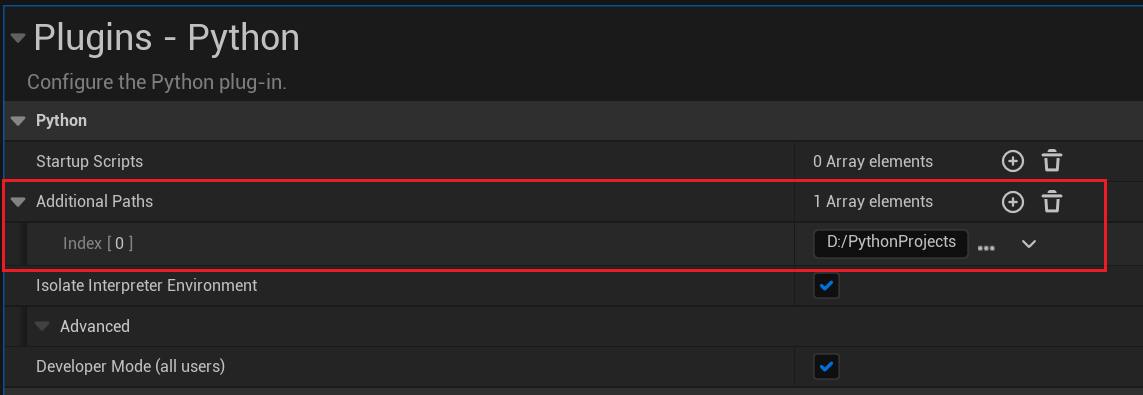 Plugins - Python
Configure the Python plug-in.
Python
Startup Scripts 0 Array elements
Additional Paths 1 Array elements
Index [ 0 ] D:/PythonProjects ...
Isolate Interpreter Environment
Advanced
Developer Mode (all users)